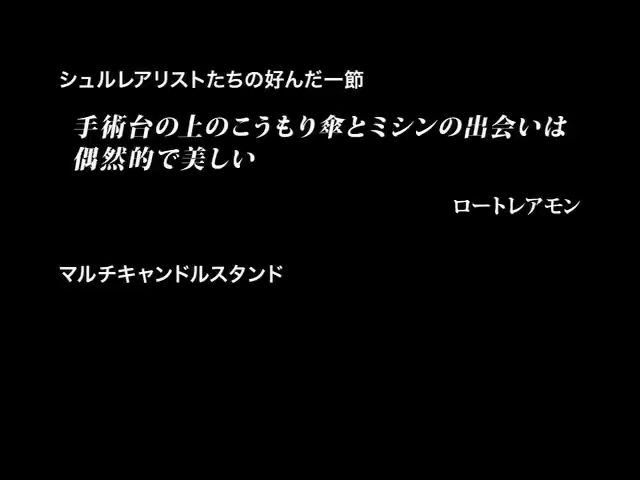 シュルレアリストたちの好んだ一節
手術台の上のこうもり傘とミシンの出会いは
偶然的で美しい
ロートレアモン
マルチキャンドルスタンド